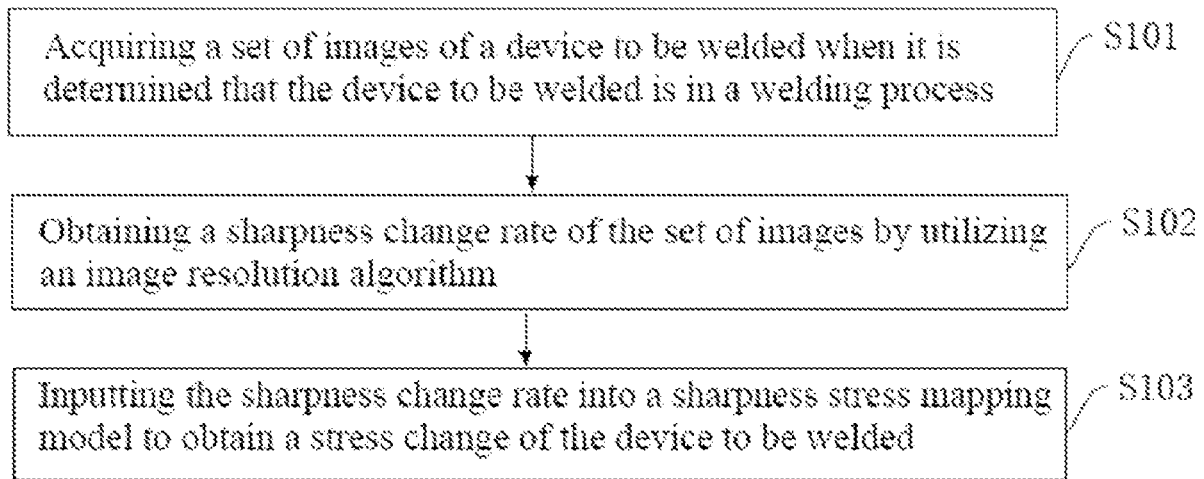 Acquiring a set of images of a device to be welded when it is
determined that the device to be welded is in a welding process
S101
Obtaining a sharpness change rate of the set of images by utilizing
an image resolution algorithm
S102
Inputting the sharpness change rate into a sharpness stress mapping
model to obtain a stress change of the device to be welded
S103